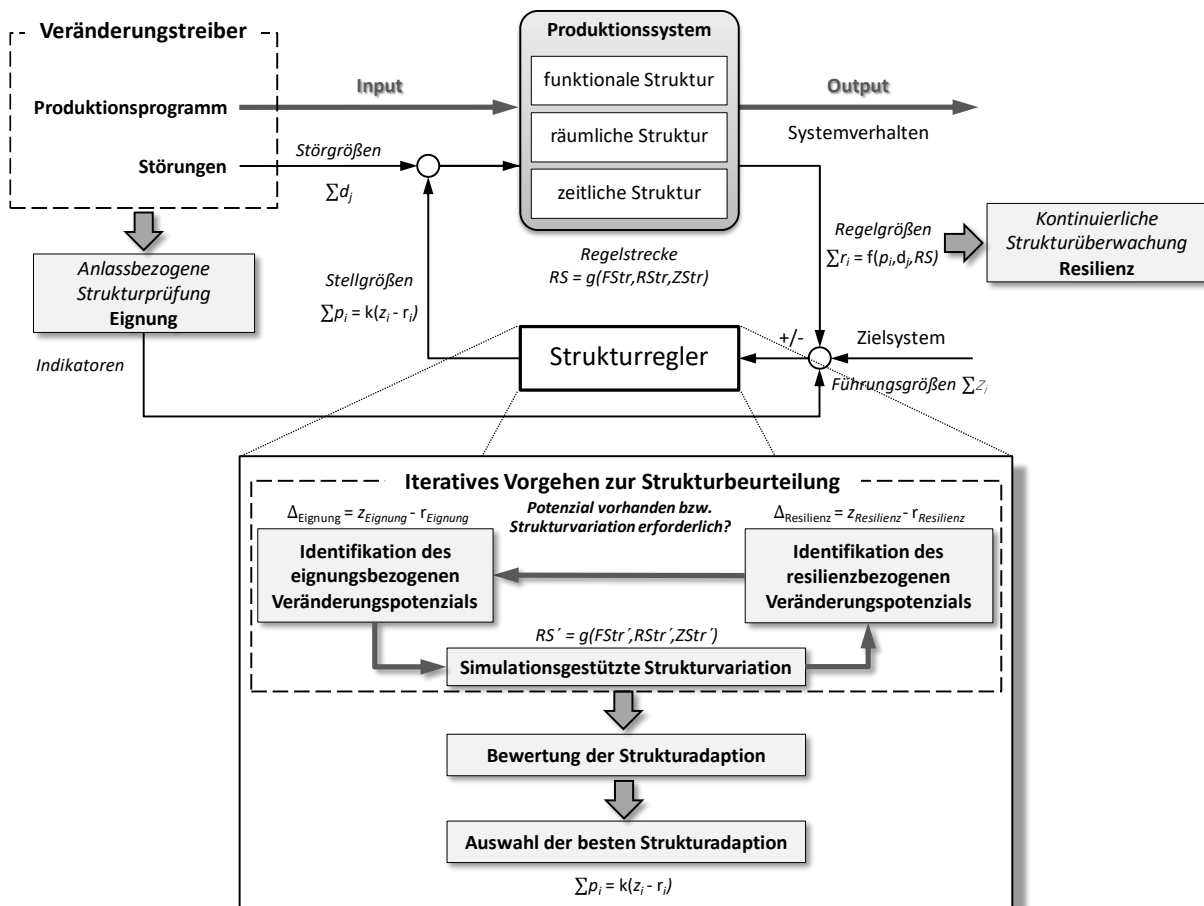 Veränderungstreiber
Produktionsprogramm
Störungen
Input
Störgrößen
∑dj
Produktionssystem
funktionale Struktur
räumliche Struktur
zeitliche Struktur
Output
Systemverhalten
Regelstrecke
RS = g(FStr,RStr,ZStr)
Regelgrößen
∑ri = f(pi,dj,RS)
Kontinuierliche
Strukturüberwachung
Resilienz
Anlassbezogene
Strukturprüfung
Eignung
Indikatoren
Stellgrößen
∑pi = k(zi - ri)
Strukturregler
+/-
Zielsystem
Führungsgrößen ∑zi
Iteratives Vorgehen zur Strukturbeurteilung
Potenzial vorhanden bzw.
Strukturvariation erforderlich?
ΔEignung = zEignung - rEignung
Identifikation des
eignungsbezogenen
Veränderungspotenzials
ΔResilienz = zResilienz - rResilienz
Identifikation des
resilienzbezogenen
Veränderungspotenzials
RS´ = g(FStr´,RStr´,ZStr´)
Simulationsgestützte Strukturvariation
Bewertung der Strukturadaption
Auswahl der besten Strukturadaption
∑pi = k(zi - ri)